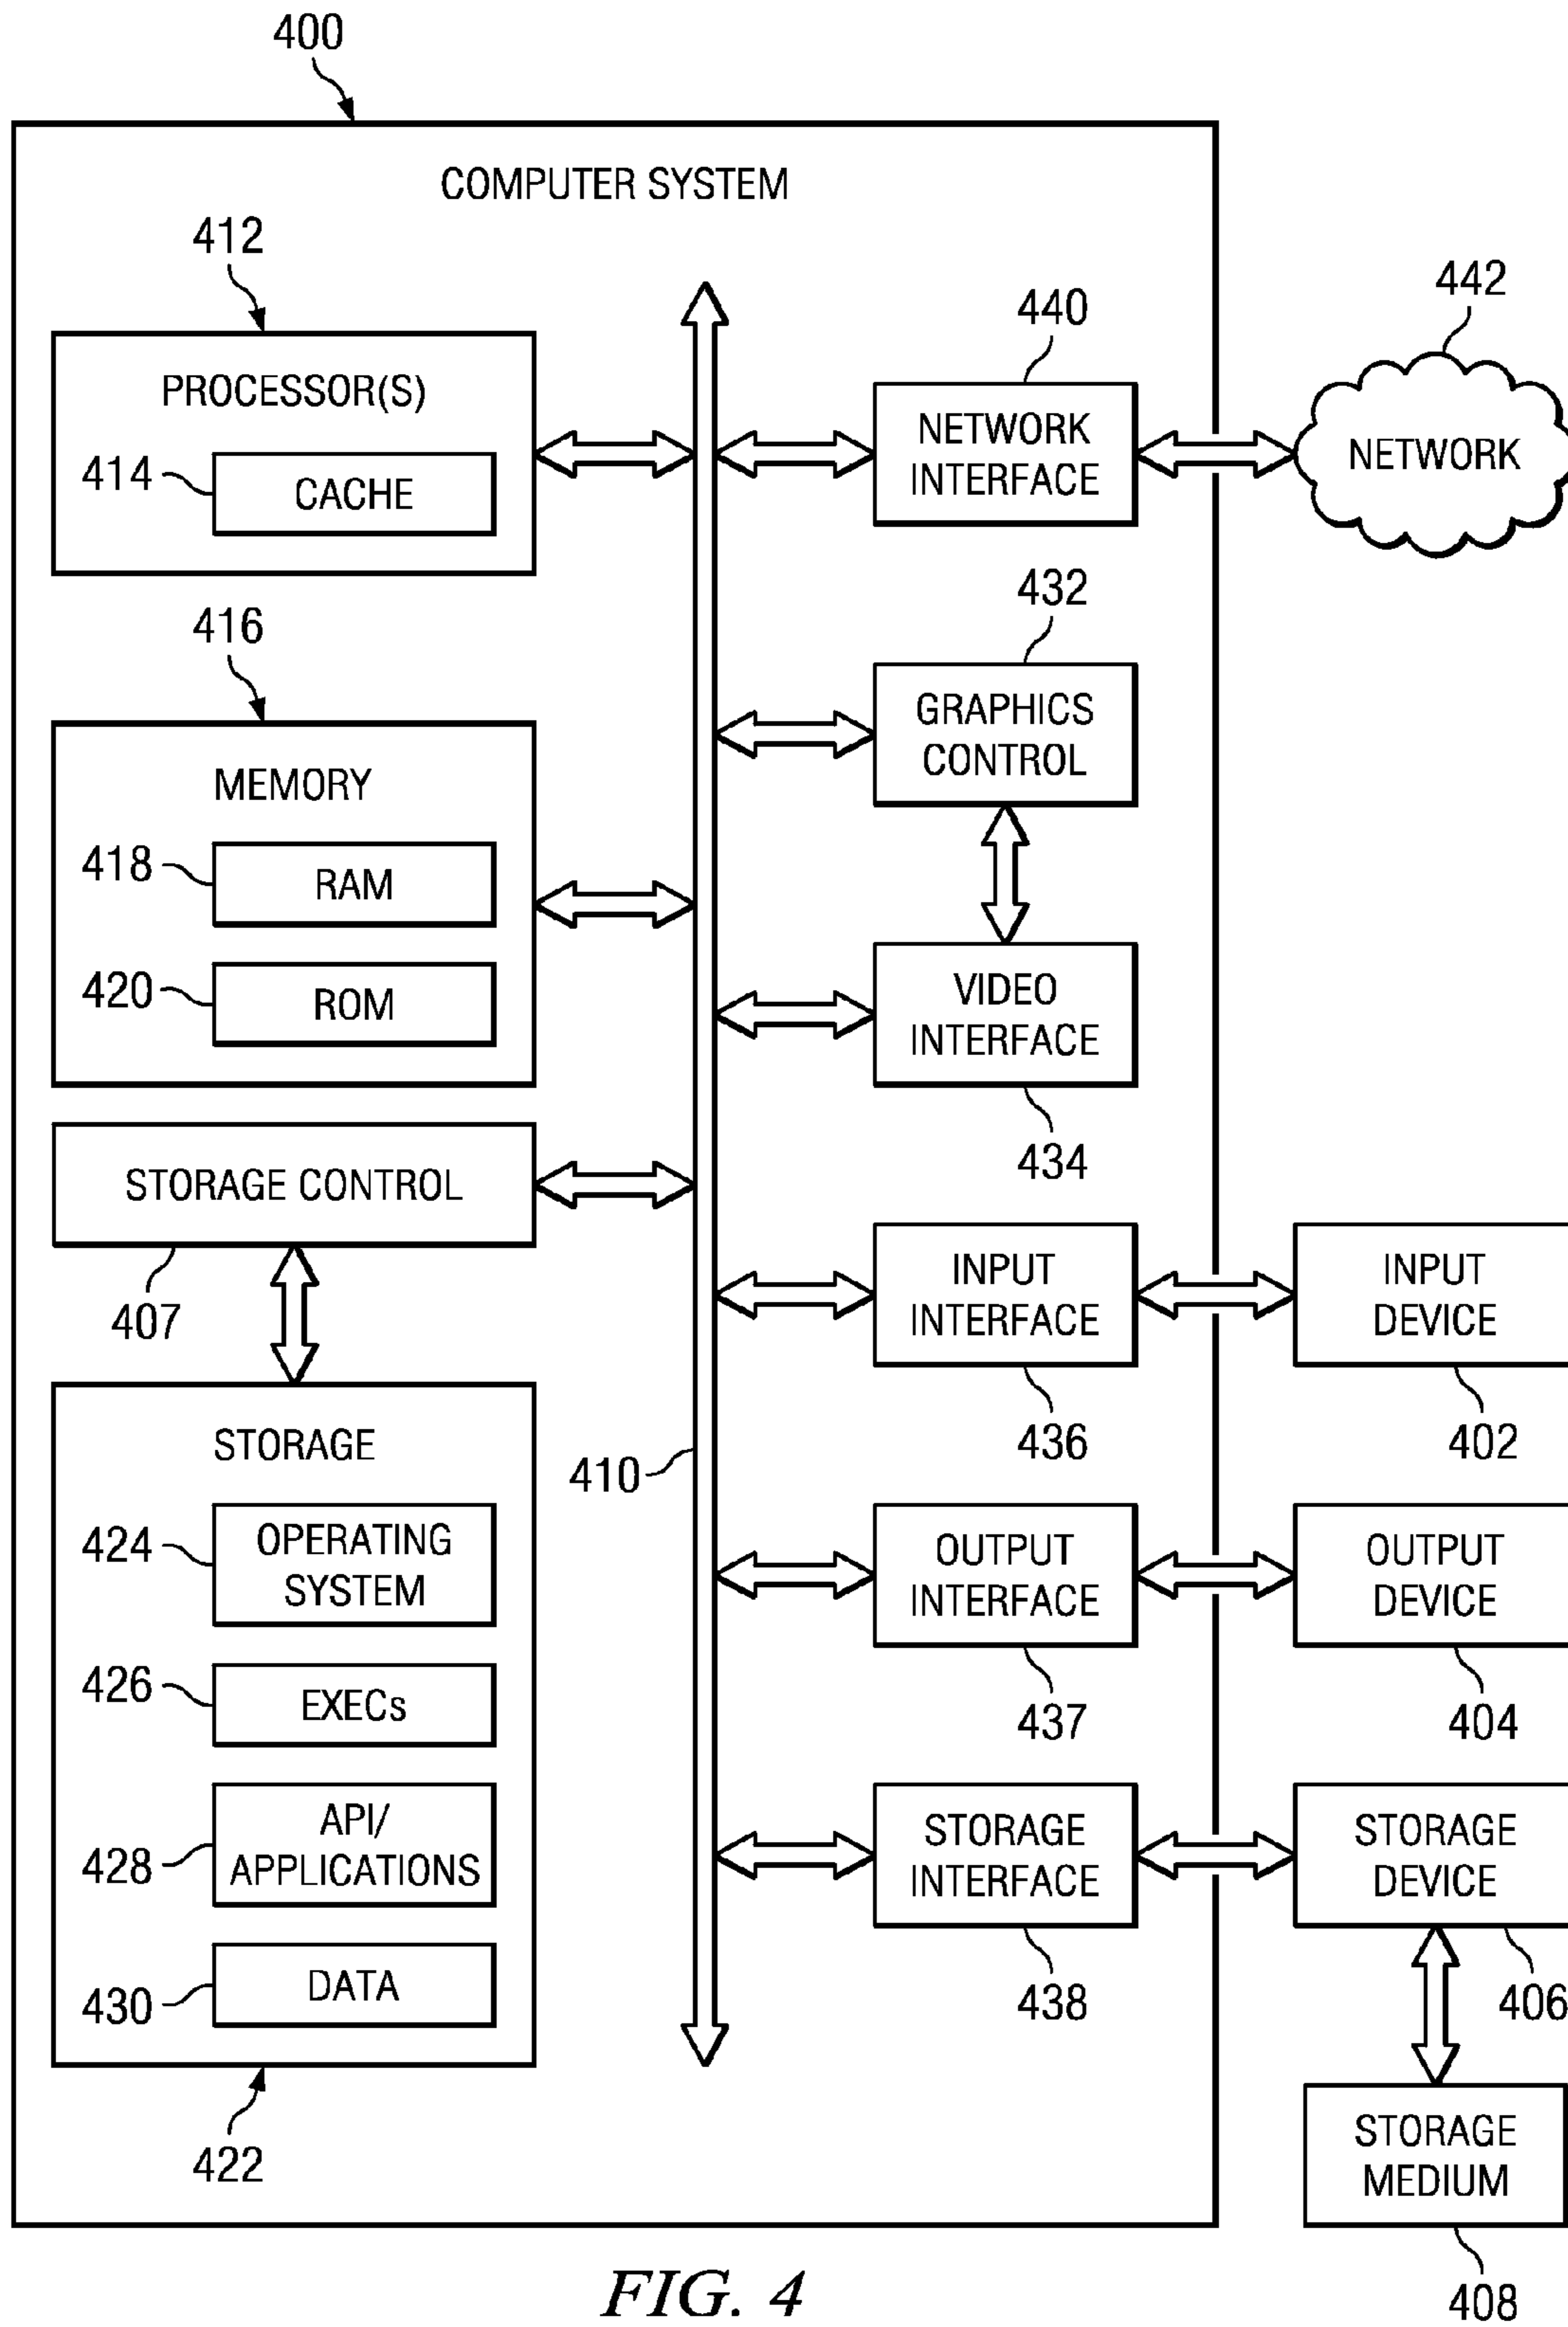 400
COMPUTER SYSTEM
412
PROCESSOR(S)
414
CACHE
440
NETWORK
INTERFACE
442
NETWORK
416
MEMORY
418
RAM
420
ROM
432
GRAPHICS
CONTROL
VIDEO
INTERFACE
434
STORAGE CONTROL
407
INPUT
INTERFACE
436
INPUT
DEVICE
402
STORAGE
424
OPERATING
SYSTEM
426
EXECs
428
API/
APPLICATIONS
430
DATA
422
410
OUTPUT
INTERFACE
437
OUTPUT
DEVICE
404
STORAGE
INTERFACE
438
STORAGE
DEVICE
406
STORAGE
MEDIUM
408
FIG. 4